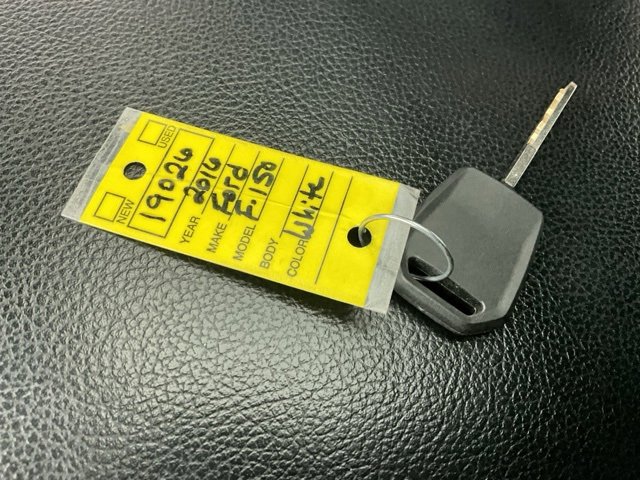 NEW USED
19026
YEAR 2016
MAKE Ford
MODEL F-150
BODY
COLOR White